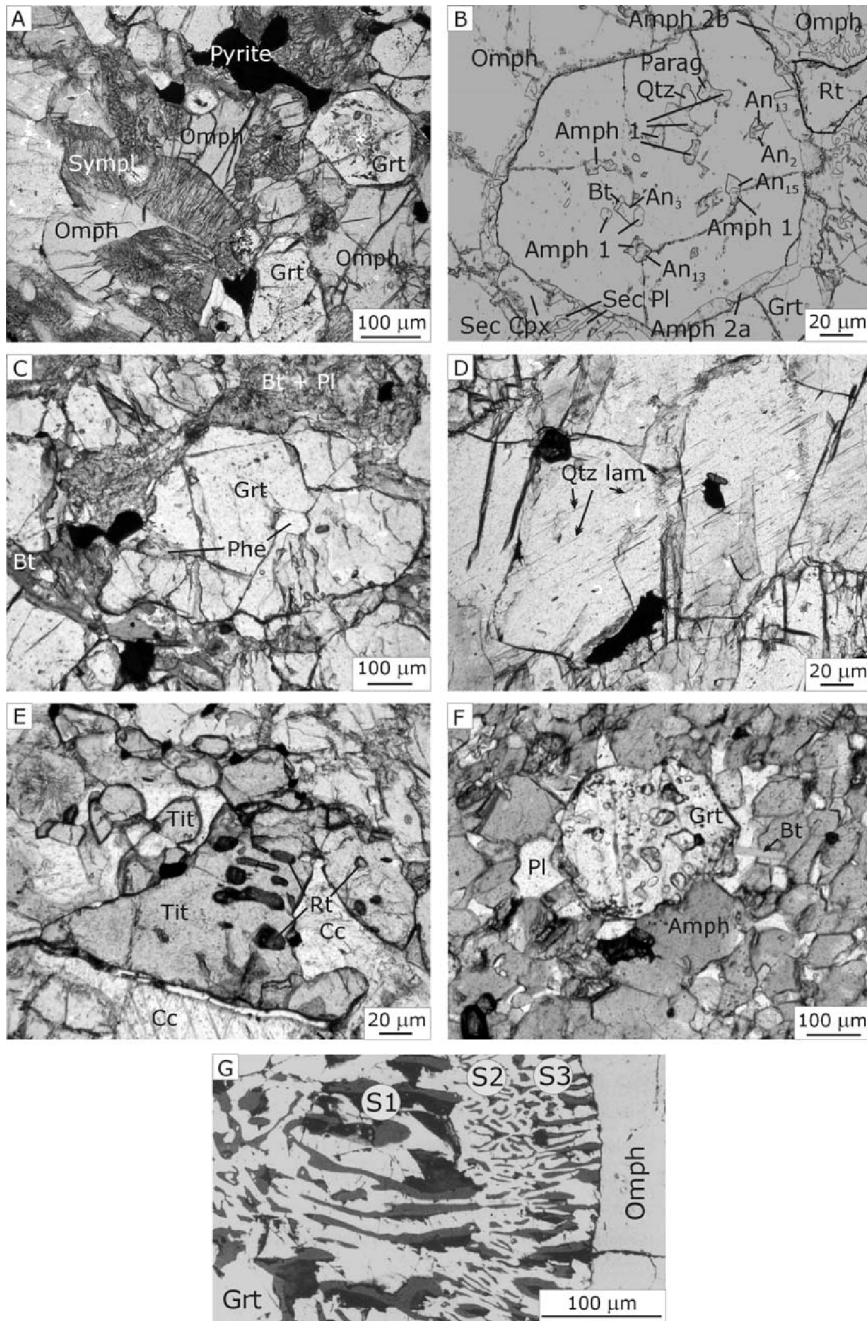 A
Pyrite
Omph
Sympl
*
Grt
Omph
Omph
Grt
100 μm
B
Amph 2b
Omph
Omph
Parag
Qtz
Rt
An13
Amph 1
An2
Bt
An3
An15
Amph 1
Amph 1
An13
Sec Pl
Sec Cpx
Amph 2a
Grt
20 μm
C
Bt + Pl
Grt
Phe
Bt
100 μm
D
Qtz lam
20 μm
E
Tit
Tit
Rt
Cc
Cc
20 μm
F
Grt
Bt
Pl
Amph
100 μm
G
S1
S2
S3
Omph
Grt
100 μm